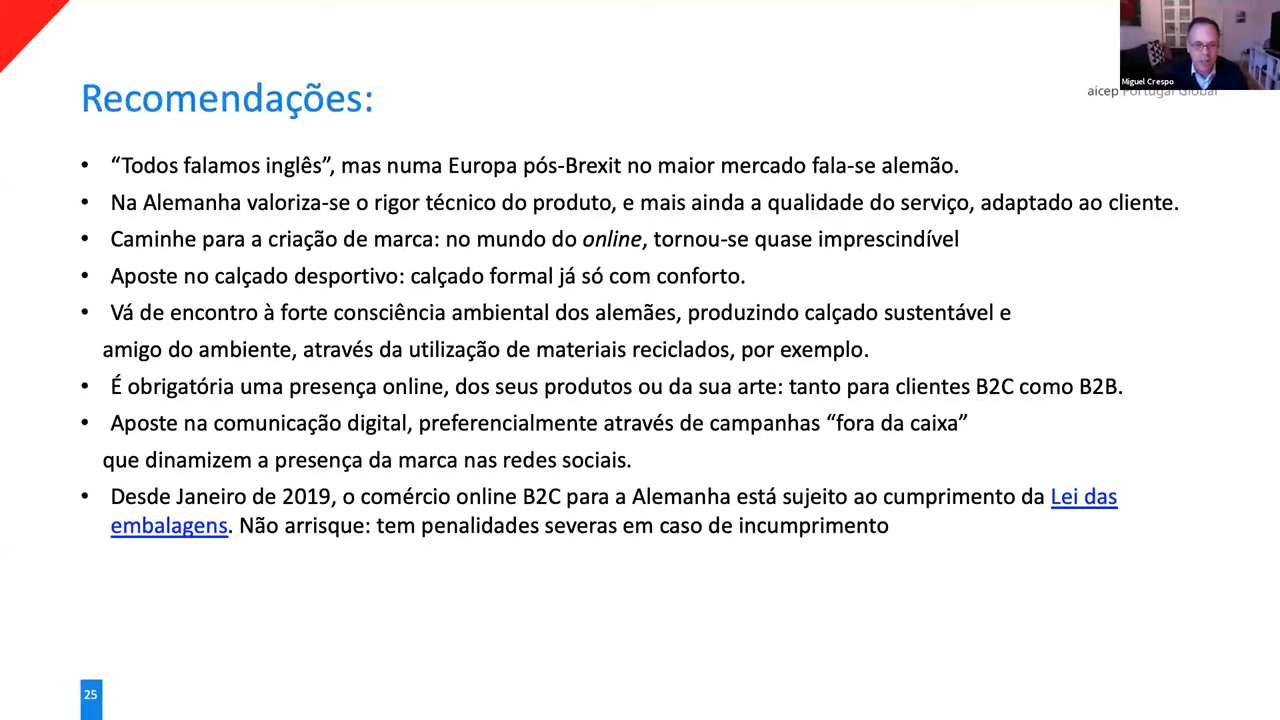 Miguel Crespo
aicep Portugal Global
Recomendações:
• “Todos falamos inglês”, mas numa Europa pós-Brexit no maior mercado fala-se alemão.
• Na Alemanha valoriza-se o rigor técnico do produto, e mais ainda a qualidade do serviço, adaptado ao cliente.
• Caminhe para a criação de marca: no mundo do online, tornou-se quase imprescindível
• Aposte no calçado desportivo: calçado formal já só com conforto.
• Vá de encontro à forte consciência ambiental dos alemães, produzindo calçado sustentável e
amigo do ambiente, através da utilização de materiais reciclados, por exemplo.
• É obrigatória uma presença online, dos seus produtos ou da sua arte: tanto para clientes B2C como B2B.
• Aposte na comunicação digital, preferencialmente através de campanhas “fora da caixa”
que dinamizem a presença da marca nas redes sociais.
• Desde Janeiro de 2019, o comércio online B2C para a Alemanha está sujeito ao cumprimento da Lei das
embalagens. Não arrisque: tem penalidades severas em caso de incumprimento
25